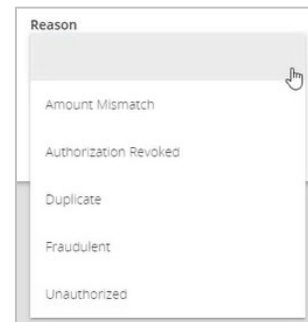 Reason
Amount Mismatch
Authorization Revoked
Duplicate
Fraudulent
Unauthorized